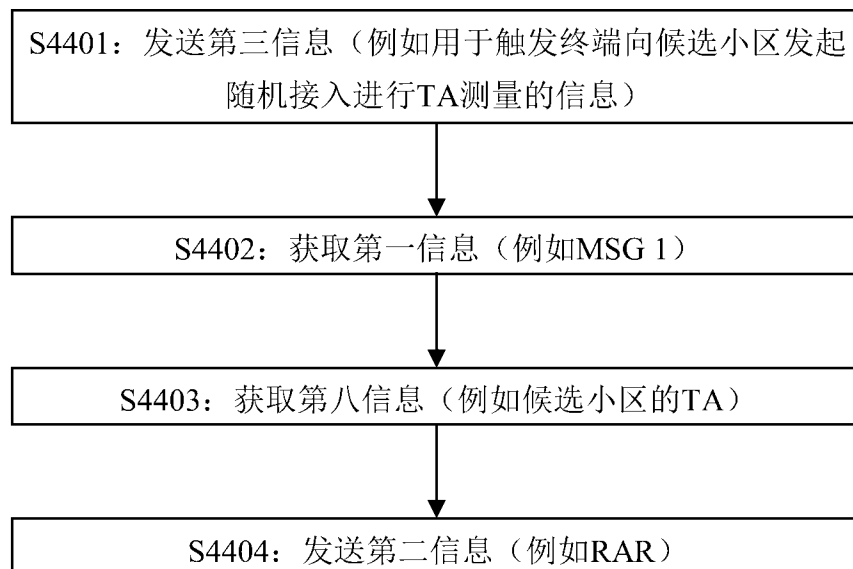 S4401：发送第三信息（例如用于触发终端向候选小区发起
随机接入进行TA测量的信息）
S4402：获取第一信息（例如MSG 1）
S4403：获取第八信息（例如候选小区的TA）
S4404：发送第二信息（例如RAR）